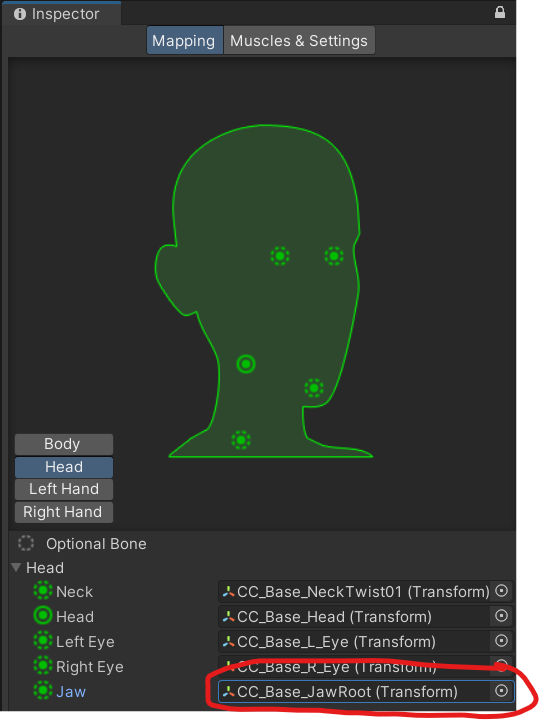 Inspector
Mapping Muscles & Settings
Body
Head
Left Hand
Right Hand
Optional Bone
Head
Neck CC_Base_NeckTwist01 (Transform)
Head CC_Base_Head (Transform)
Left Eye CC_Base_L_Eye (Transform)
Right Eye CC_Base_R_Eye (Transform)
Jaw CC_Base_JawRoot (Transform)